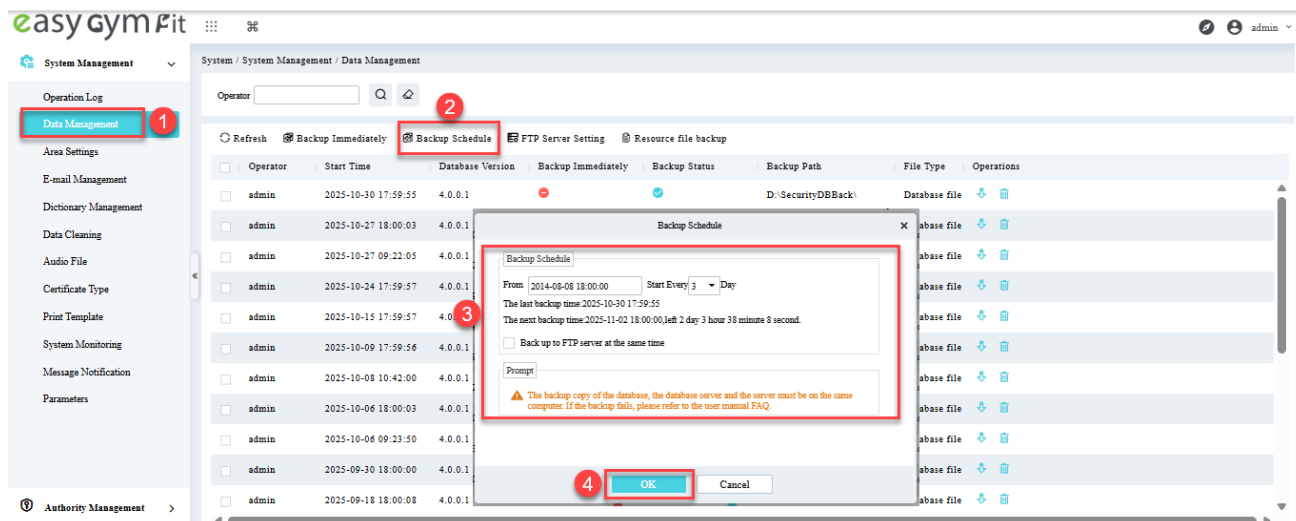 easy Gym Fit ⌘ admin
System Management
System / System Management / Data Management
Operation Log
Operator
Data Management
1
2
Refresh Backup Immediately Backup Schedule FTP Server Setting Resource file backup
Area Settings
Operator Start Time Database Version Backup Immediately Backup Status Backup Path File Type Operations
E-mail Management
admin 2025-10-30 17:59:55 4.0.0.1 D:\SecurityDBBack\ Database file
Dictionary Management
admin 2025-10-27 18:00:03 4.0.0.1 abase file
Data Cleaning
admin 2025-10-27 09:22:05 4.0.0.1 abase file
Audio File
admin 2025-10-24 17:59:57 4.0.0.1 abase file
Certificate Type
admin 2025-10-15 17:59:57 4.0 abase file
Print Template
admin 2025-10-09 17:59:56 4.0.0.1 abase file
System Monitoring
admin 2025-10-08 10:42:00 4.0.0.1 abase file
Message Notification
admin 2025-10-06 18:00:03 4.0.0.1 abase file
Parameters
admin 2025-10-06 09:23:50 4.0.0.1 abase file
admin 2025-09-30 18:00:00 4.0.0.1 abase file
admin 2025-09-18 18:00:08 4.0.0.1 abase file
Authority Management
Backup Schedule
Backup Schedule
From 2014-08-08 18:00:00 Start Every 3 Day
The last backup time:2025-10-30 17:59:55
3
The next backup time:2025-11-02 18:00:00,left 2 day 3 hour 38 minute 8 second.
Back up to FTP server at the same time
Prompt
The backup copy of the database, the database server and the server must be on the same
computer. If the backup fails, please refer to the user manual FAQ.
4
OK Cancel